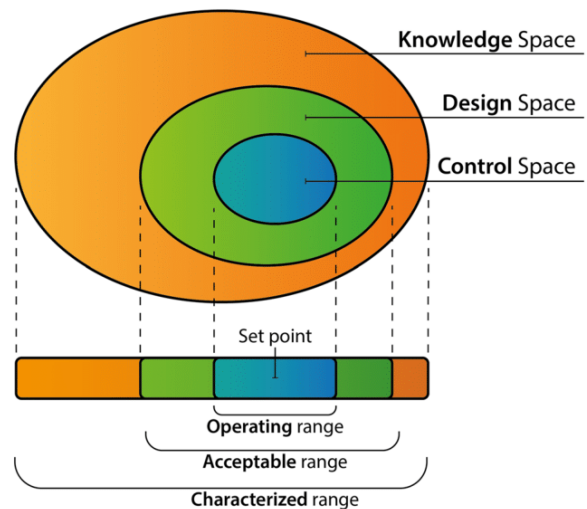 Knowledge Space
Design Space
Control Space
Set point
Operating range
Acceptable range
Characterized range